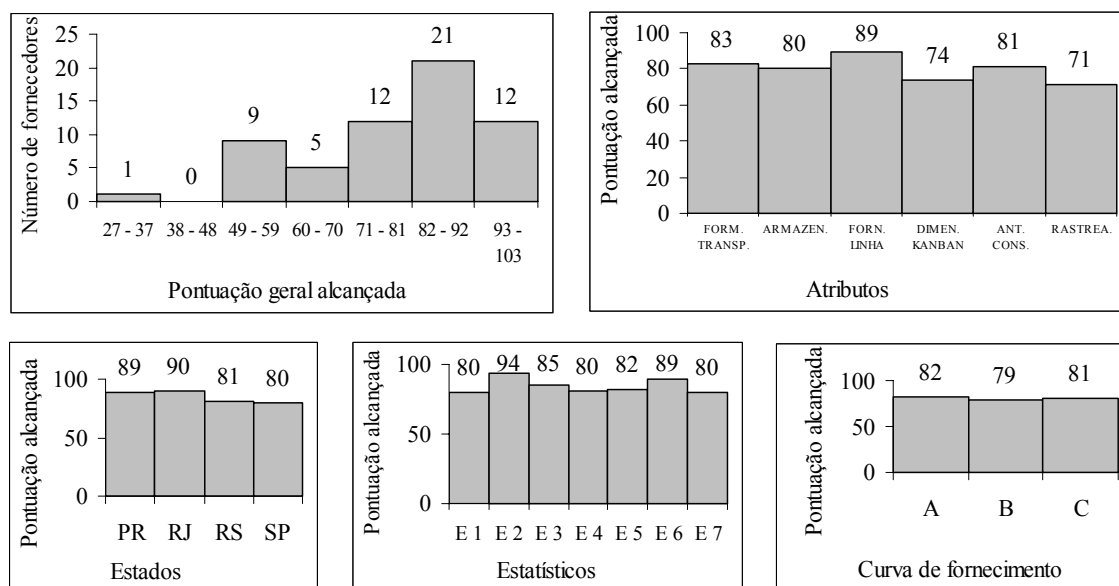 Número de fornecedores
25
20
15
10
5
0
1
0
9
5
12
21
12
27 - 37
38 - 48
49 - 59
60 - 70
71 - 81
82 - 92
93 -
103
Pontuação geral alcançada
Pontuação alcançada
100
80
60
40
20
0
83
80
89
74
81
71
FORM.
TRANSP.
ARMAZEN.
FORN.
LINHA
DIMEN.
KANBAN
ANT.
CONS.
RASTREA.
Atributos
Pontuação alcançada
100
50
0
89
90
81
80
PR
RJ
RS
SP
Estados
Pontuação alcançada
100
50
0
80
94
85
80
82
89
80
E 1
E 2
E 3
E 4
E 5
E 6
E 7
Estatísticos
Pontuação alcançada
100
50
0
82
79
81
A
B
C
Curva de fornecimento